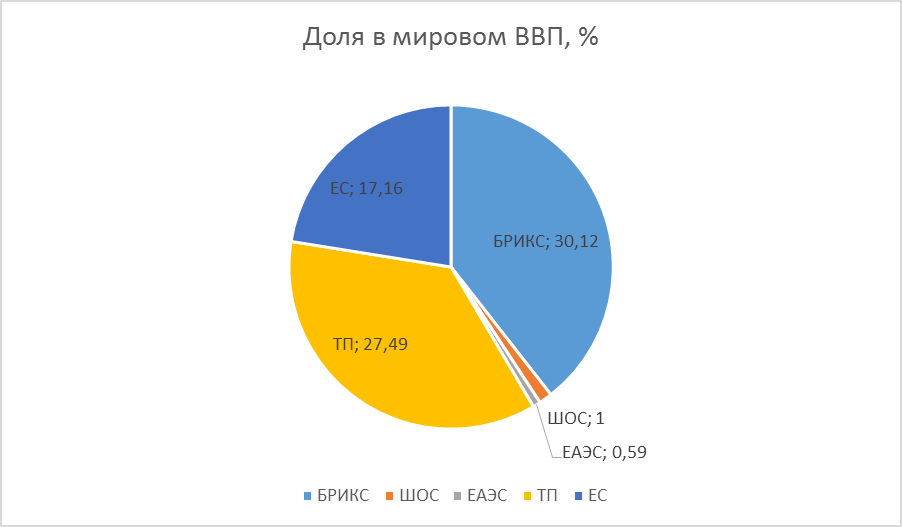 Доля в мировом ВВП, %
ЕС; 17,16
БРИКС; 30,12
ТП; 27,49
ШОС; 1
ЕАЭС; 0,59
БРИКС ШОС ЕАЭС ТП ЕС